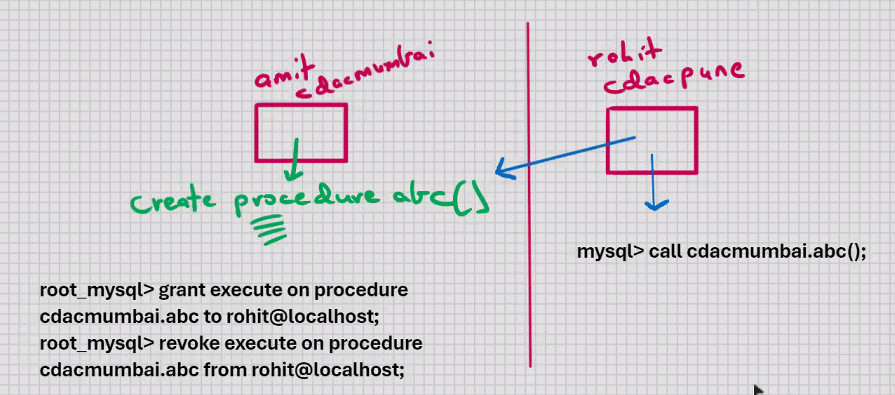 amit
cdacmumbai
create procedure abc()
root_mysql> grant execute on procedure
cdacmumbai.abc to rohit@localhost;
root_mysql> revoke execute on procedure
cdacmumbai.abc from rohit@localhost;
rohit
cdacpune
mysql> call cdacmumbai.abc();